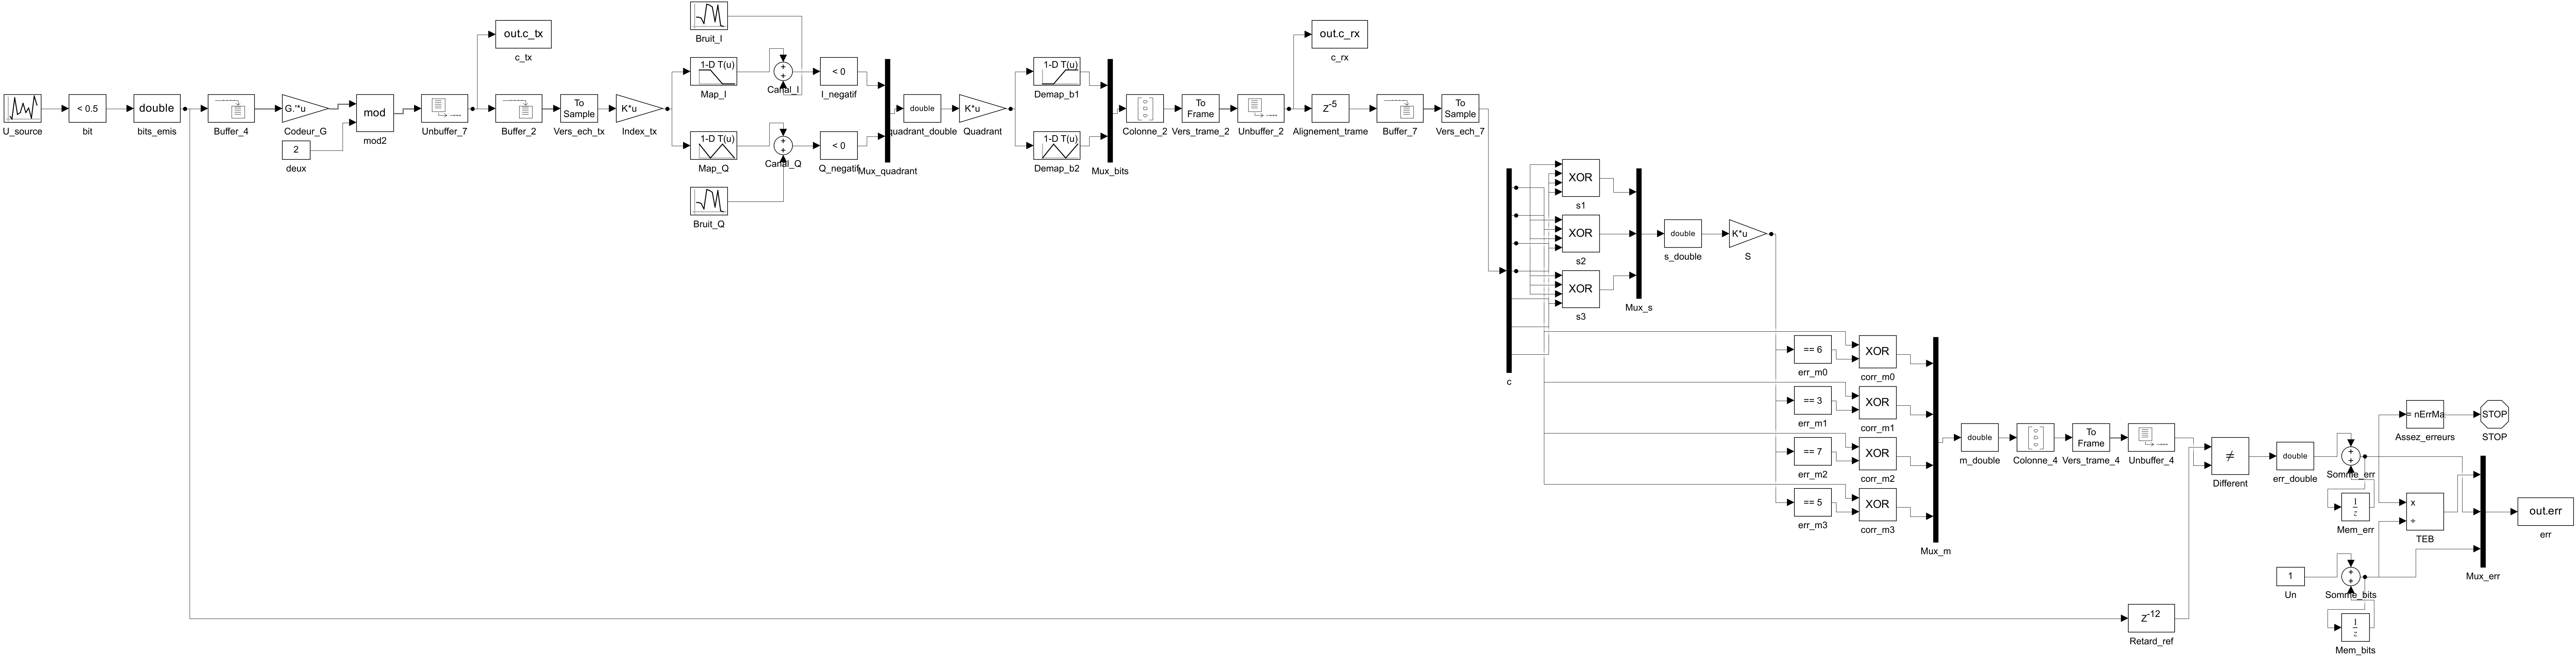 U_source
< 0.5
bit
double
bits_emis
Buffer_4
G.'*u
Codeur_G
2
deux
mod
mod2
Unbuffer_7
out.c_tx
c_tx
Buffer_2
To
Sample
Vers_ech_tx
K*u
Index_tx
Bruit_I
1-D T(u)
Map_I
1-D T(u)
Map_Q
Bruit_Q
+
+
Canal_I
+
+
Canal_Q
< 0
I_negatif
< 0
Q_negatif
Mux_quadrant
double
quadrant_double
K*u
Quadrant
1-D T(u)
Demap_b1
1-D T(u)
Demap_b2
Mux_bits
Colonne_2
To
Frame
Vers_trame_2
Unbuffer_2
out.c_rx
c_rx
Z-5
Alignement_trame
Buffer_7
To
Sample
Vers_ech_7
c
XOR
s1
XOR
s2
XOR
s3
Mux_s
double
s_double
K*u
S
== 6
err_m0
== 3
err_m1
== 7
err_m2
== 5
err_m3
XOR
corr_m0
XOR
corr_m1
XOR
corr_m2
XOR
corr_m3
Mux_m
double
m_double
Colonne_4
To
Frame
Vers_trame_4
Unbuffer_4
Z-12
Retard_ref
≠
Different
double
err_double
+
+
Somme_err
1
z
Mem_err
1
Un
+
+
Somme_bits
1
z
Mem_bits
= nErrMa
Assez_erreurs
STOP
STOP
x
÷
TEB
Mux_err
out.err
err